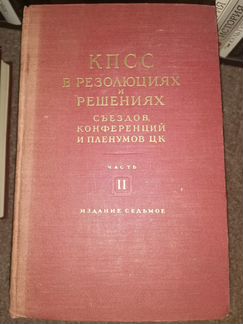 КПСС
В РЕЗОЛЮЦИЯХ
И
РЕШЕНИЯХ
СЪЕЗДОВ,
КОНФЕРЕНЦИЙ
И ПЛЕНУМОВ ЦК
ЧАСТЬ
II
ИЗДАНИЕ СЕДЬМОЕ